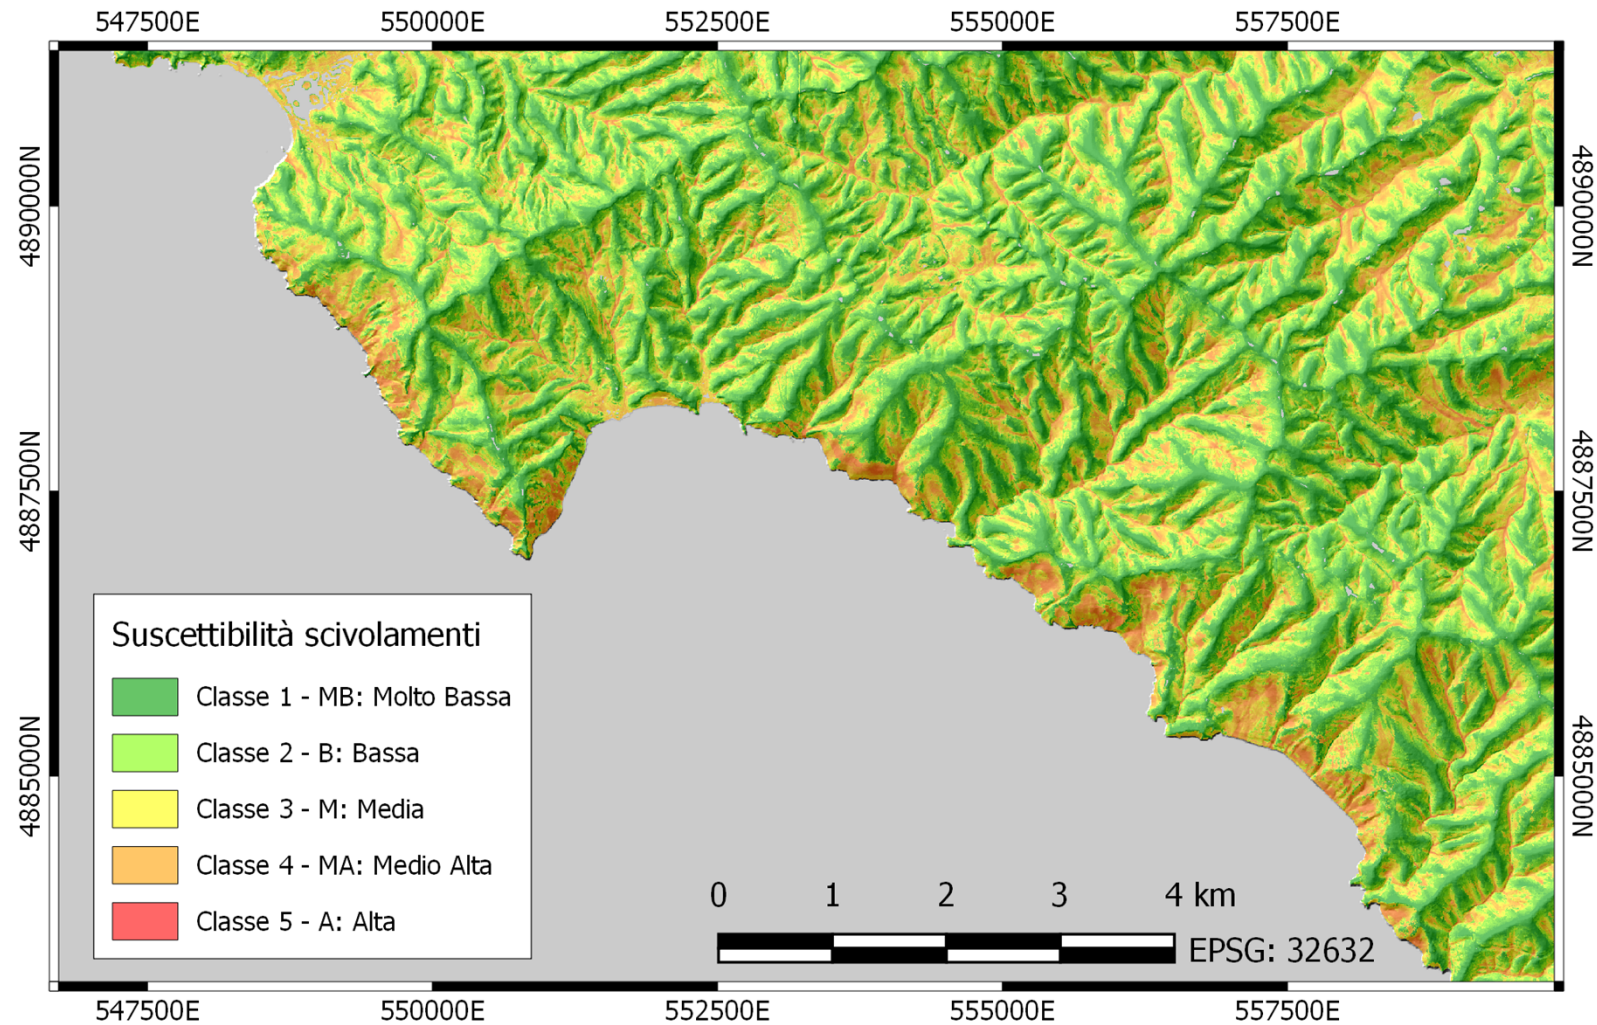 547500E 550000E 552500E 555000E 557500E
4890000N 4890000N
4887500N 4887500N
Suscettibilità scivolamenti
Classe 1 - MB: Molto Bassa
Classe 2 - B: Bassa
Classe 3 - M: Media
Classe 4 - MA: Medio Alta
Classe 5 - A: Alta
4885000N 4885000N
0 1 2 3 4 km
EPSG: 32632
547500E 550000E 552500E 555000E 557500E